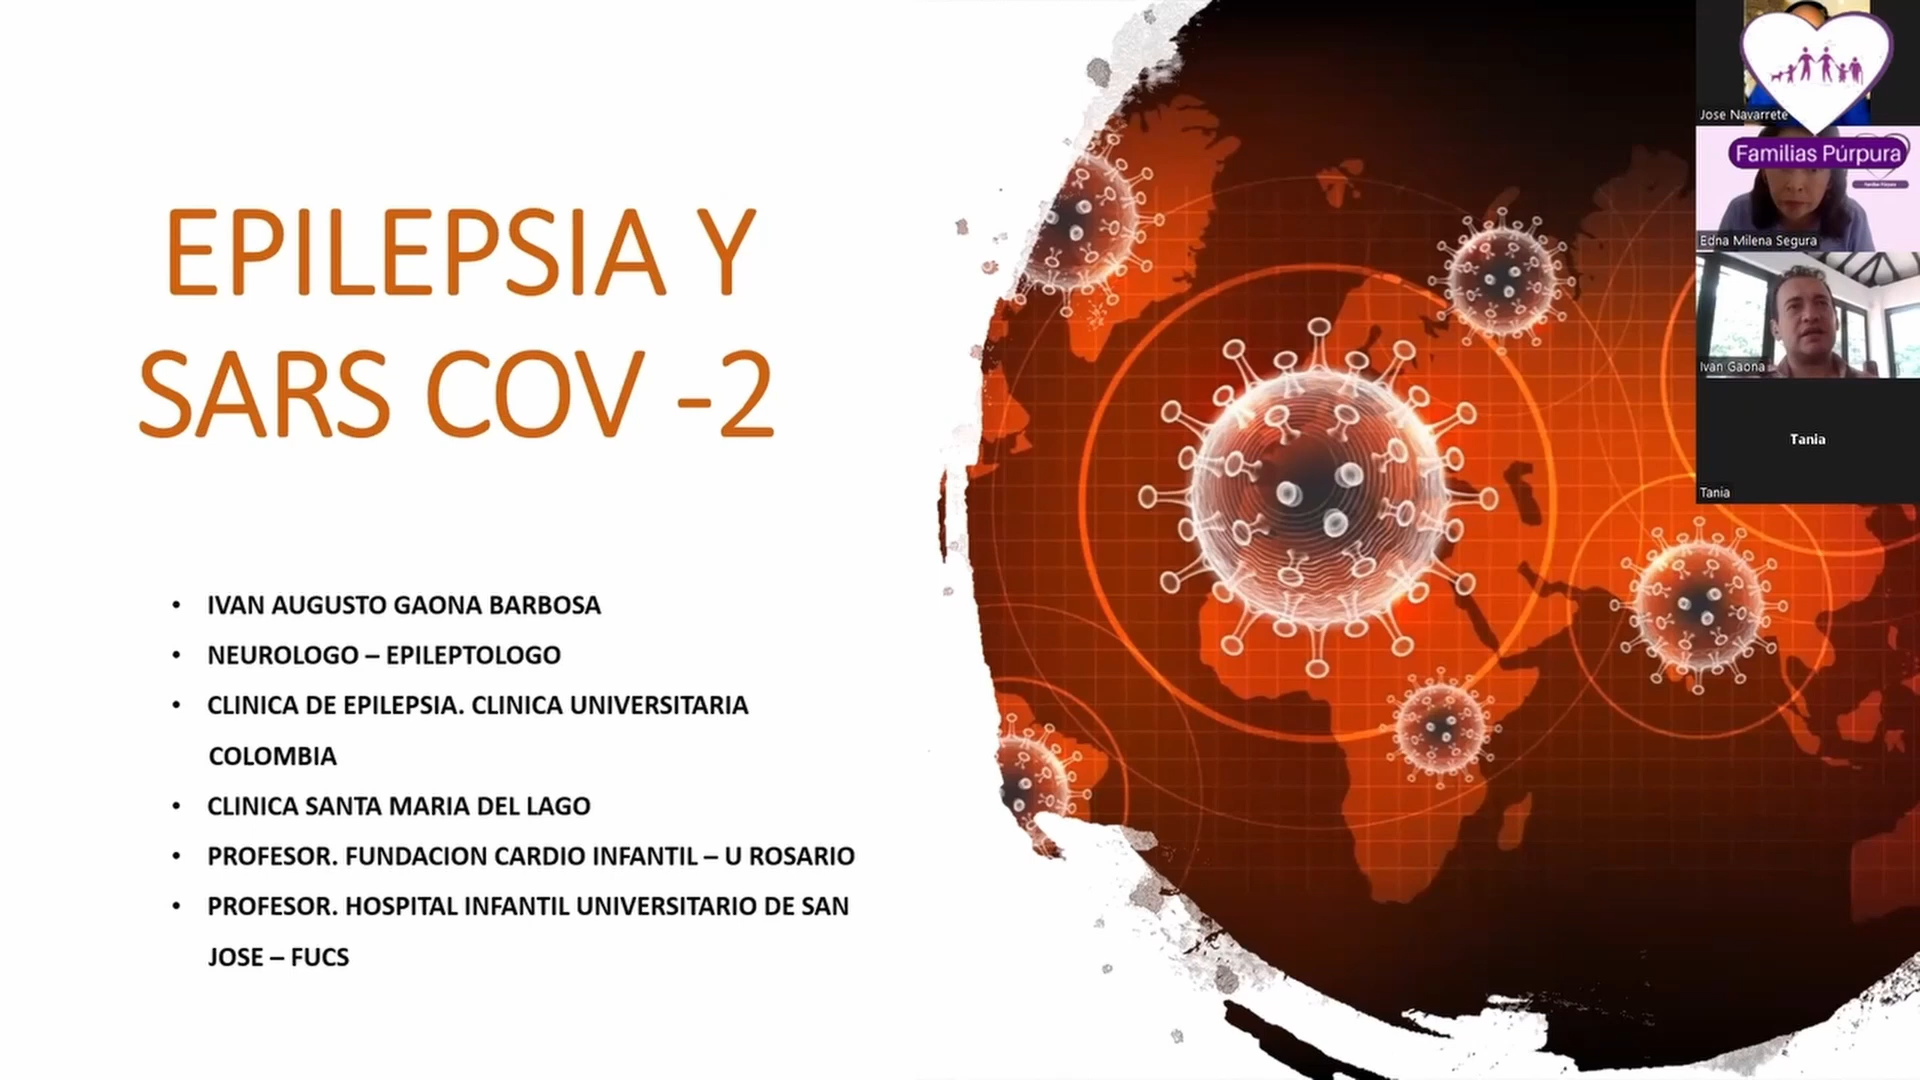 EPILEPSIA Y
SARS COV -2
• IVAN AUGUSTO GAONA BARBOSA
• NEUROLOGO – EPILEPTOLOGO
• CLINICA DE EPILEPSIA. CLINICA UNIVERSITARIA
COLOMBIA
• CLINICA SANTA MARIA DEL LAGO
• PROFESOR. FUNDACION CARDIO INFANTIL – U ROSARIO
• PROFESOR. HOSPITAL INFANTIL UNIVERSITARIO DE SAN
JOSE – FUCS
Jose Navarrete
Familias Púrpura
Edna Milena Segura
Ivan Gaona
Tania
Tania